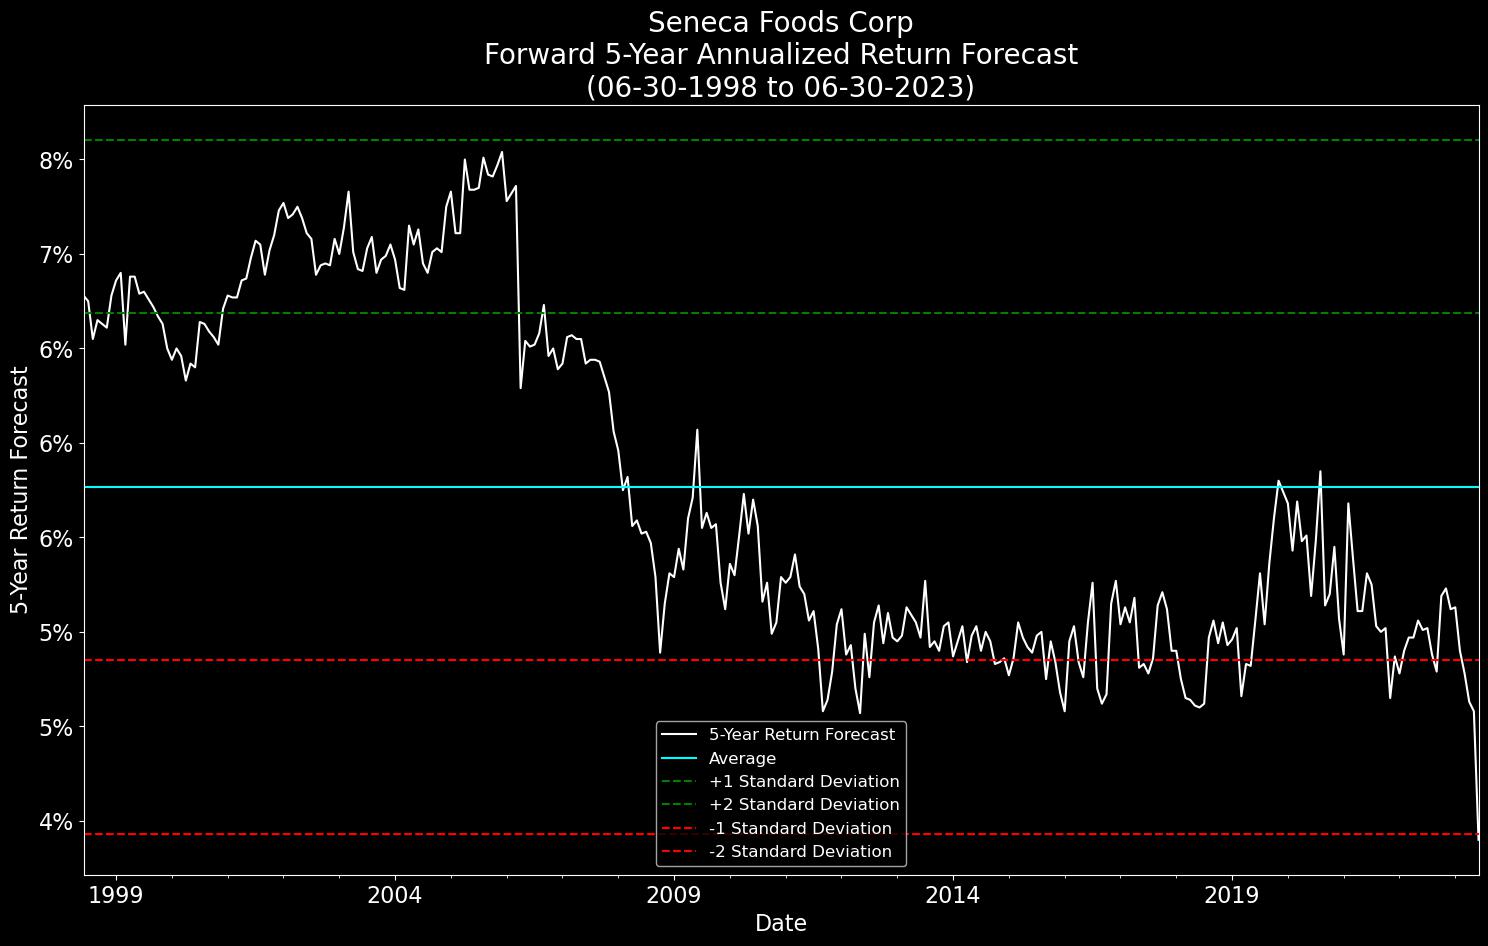 Seneca Foods Corp
Forward 5-Year Annualized Return Forecast
(06-30-1998 to 06-30-2023)
5-Year Return Forecast
8%
7%
6%
6%
6%
5%
5%
4%
5-Year Return Forecast
Average
+1 Standard Deviation
+2 Standard Deviation
-1 Standard Deviation
-2 Standard Deviation
1999 2004 2009 2014 2019
Date